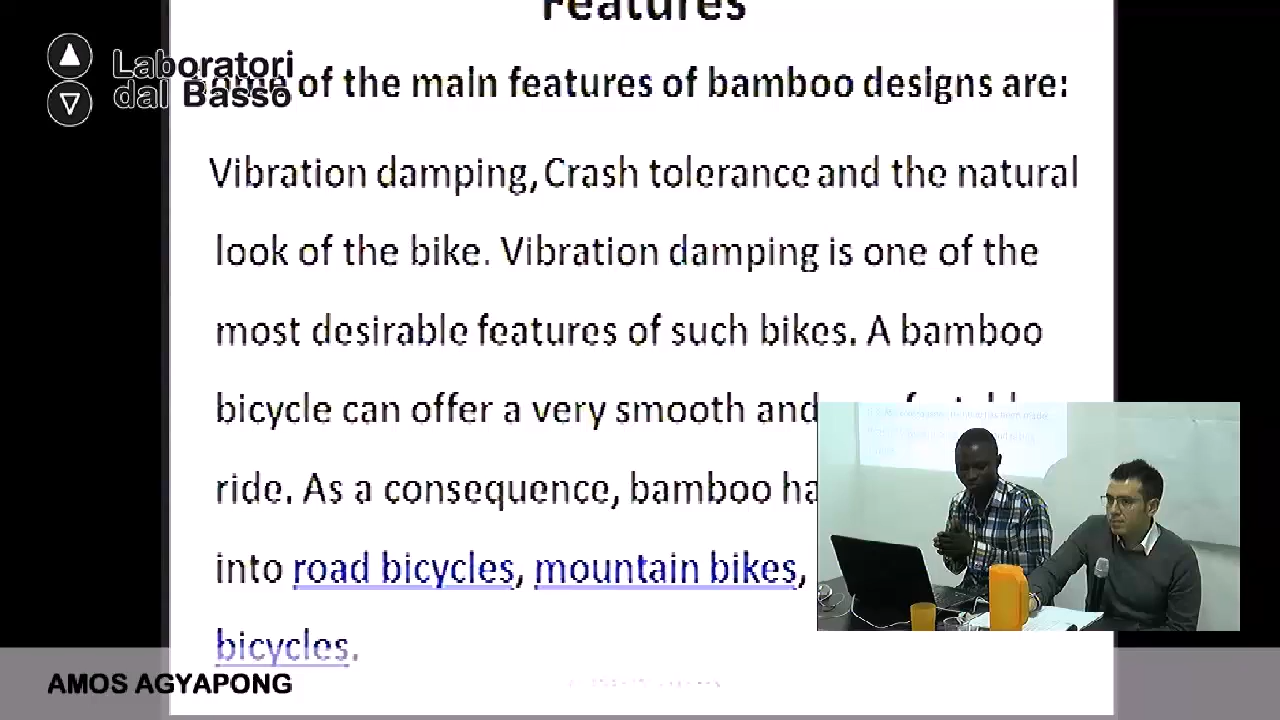 Features
Laboratori
dal Basso
of the main features of bamboo designs are:
Vibration damping, Crash tolerance and the natural
look of the bike. Vibration damping is one of the
most desirable features of such bikes. A bamboo
bicycle can offer a very smooth and
ride. As a consequence, bamboo
into road bicycles, mountain bikes,
bicycles.
AMOS AGYAPONG